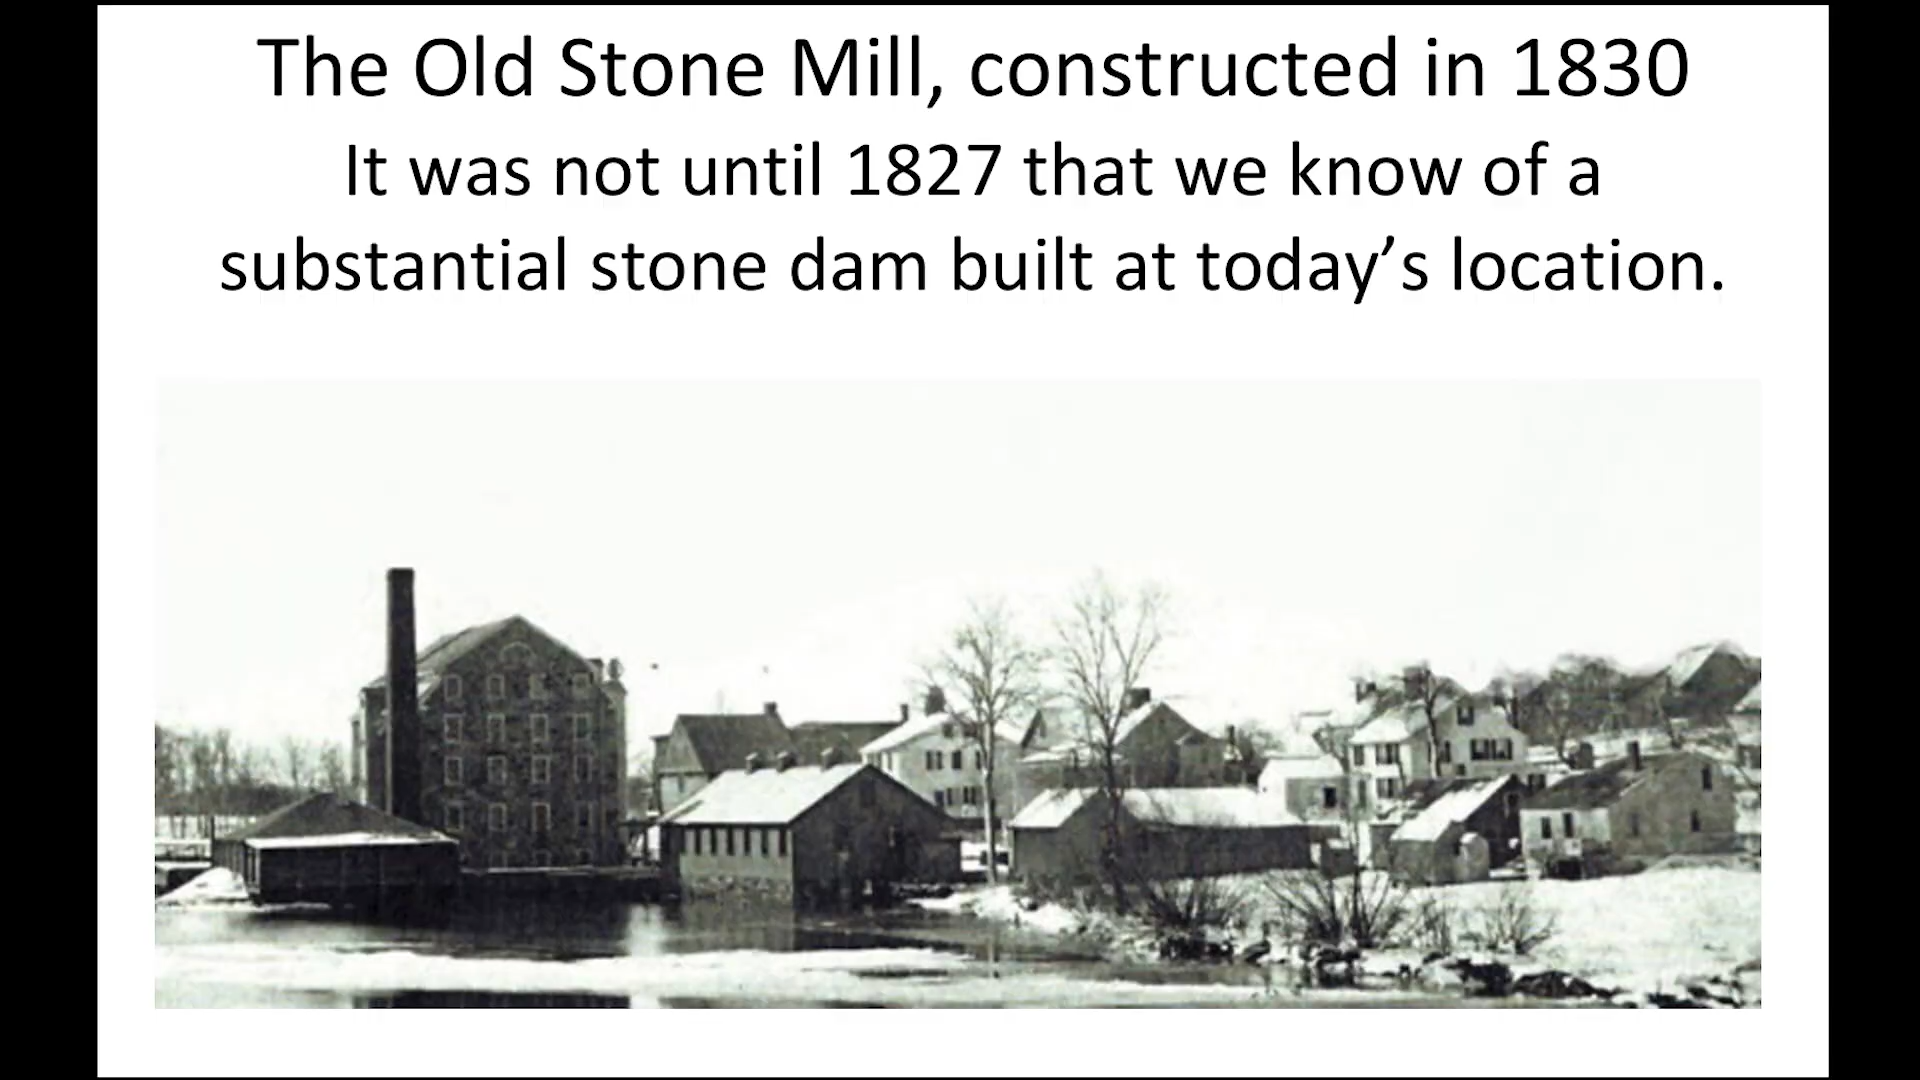 The Old Stone Mill, constructed in 1830
It was not until 1827 that we know of a
substantial stone dam built at today’s location.